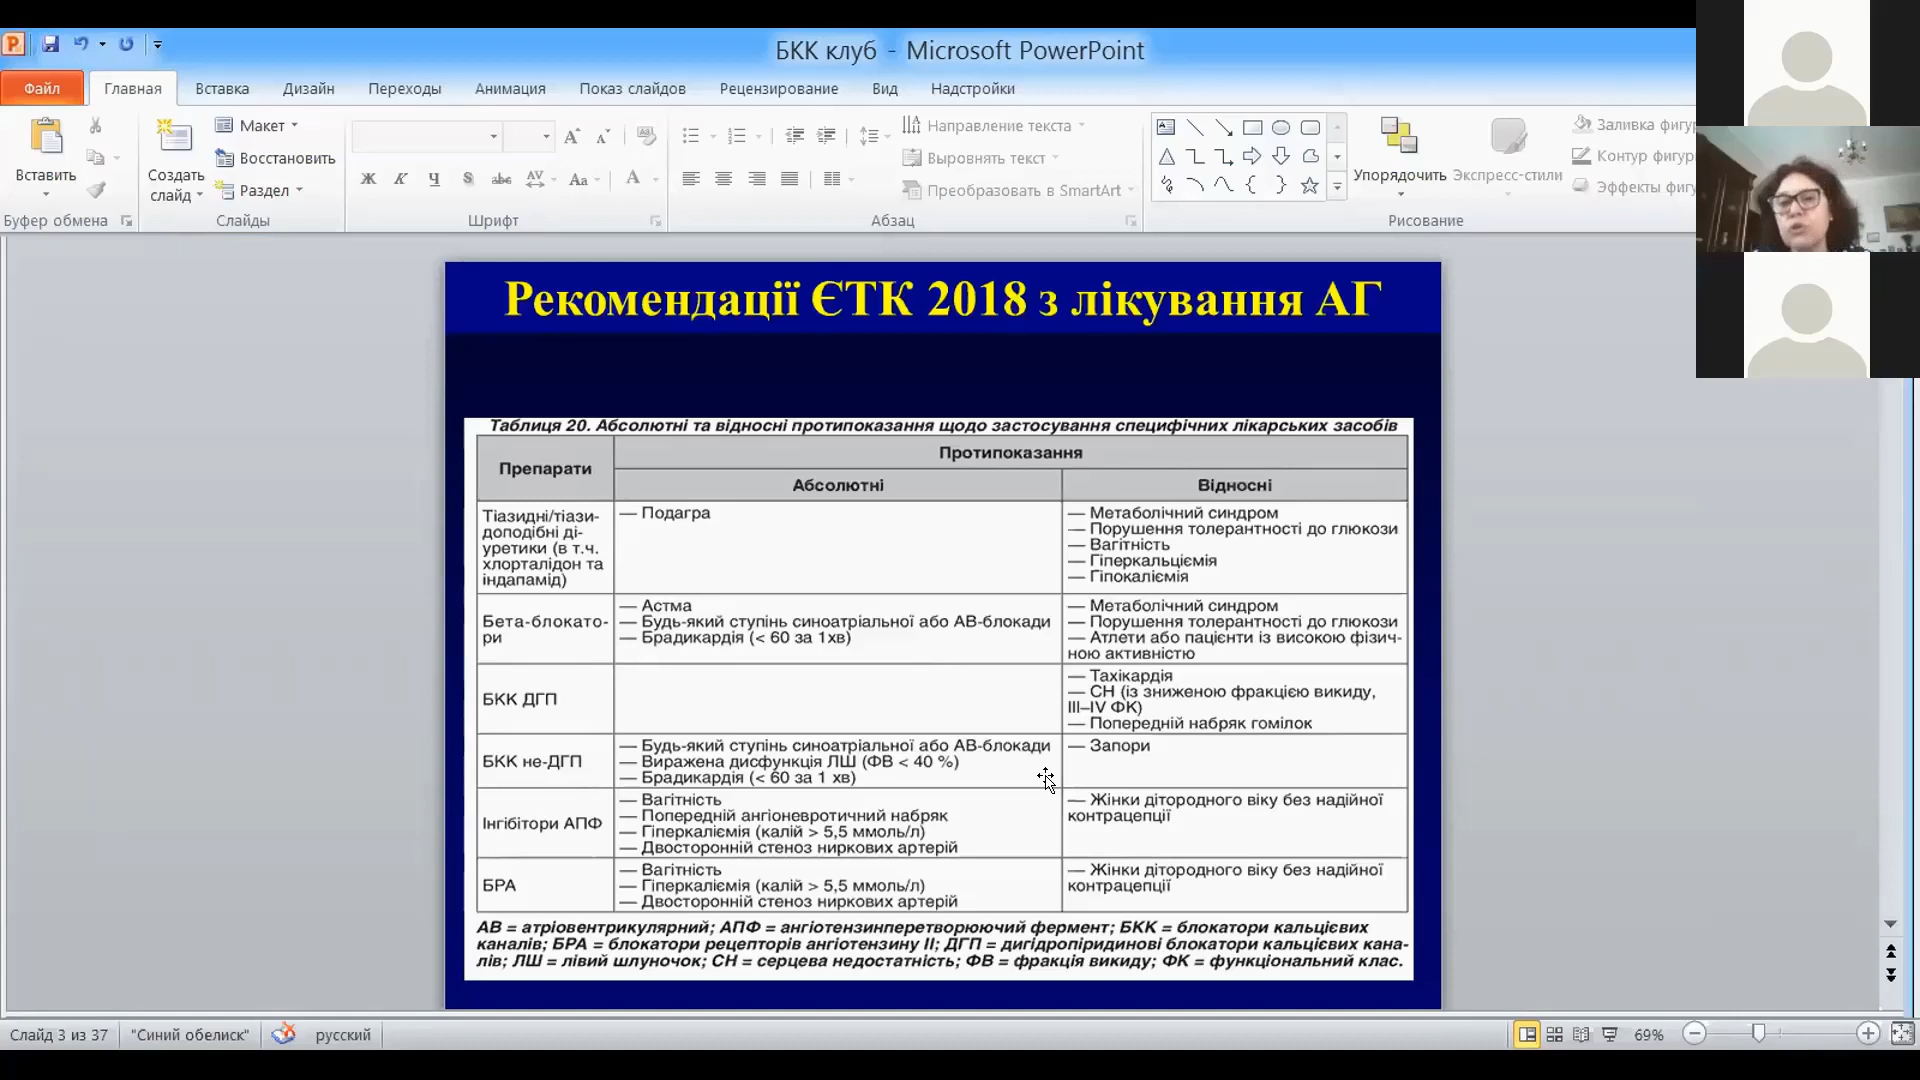 БКК клуб - Microsoft PowerPoint
Файл Главная Вставка Дизайн Переходы Анимация Показ слайдов Рецензирование Вид Надстройки
Вставить
Буфер обмена
Создать слайд
Макет
Восстановить
Раздел
Слайды
Ж К Ч S abc AV Aa A
Шрифт
Направление текста
Выровнять текст
Преобразовать в SmartArt
Абзац
Упорядочить
Экспресс-стили
Заливка фигу
Контур фигур
Эффекты фиг
Рисование
Рекомендації ЄТК 2018 з лікування АГ
Таблиця 20. Абсолютні та відносні протипоказання щодо застосування специфічних лікарських засобів
Препарати
Протипоказання
Абсолютні
Відносні
Тіазидні/тіази-
доподібні ді-
уретики (в т.ч.
хлорталідон та
індапамід)
— Подагра
— Метаболічний синдром
— Порушення толерантності до глюкози
— Вагітність
— Гіперкальціємія
— Гіпокаліємія
Бета-блокато-
ри
— Астма
— Будь-який ступінь синоатріальної або АВ-блокади
— Брадикардія (< 60 за 1хв)
— Метаболічний синдром
— Порушення толерантності до глюкози
— Атлети або пацієнти із високою фізич-
ною активністю
БКК ДГП
— Тахікардія
— СН (із зниженою фракцією викиду,
III–IV ФК)
— Попередній набряк гомілок
БКК не-ДГП
— Будь-який ступінь синоатріальної або АВ-блокади
— Виражена дисфункція ЛШ (ФВ < 40 %)
— Брадикардія (< 60 за 1 хв)
— Запори
Інгібітори АПФ
— Вагітність
— Попередній ангіоневротичний набряк
— Гіперкаліємія (калій > 5,5 ммоль/л)
— Двосторонній стеноз ниркових артерій
— Жінки дітородного віку без надійної
контрацепції
БРА
— Вагітність
— Гіперкаліємія (калій > 5,5 ммоль/л)
— Двосторонній стеноз ниркових артерій
— Жінки дітородного віку без надійної
контрацепції
АВ = атріовентрикулярний; АПФ = ангіотензинперетворюючий фермент; БКК = блокатори кальцієвих
каналів; БРА = блокатори рецепторів ангіотензину II; ДГП = дигідропіридинові блокатори кальцієвих кана-
лів; ЛШ = лівий шлуночок; СН = серцева недостатність; ФВ = фракція викиду; ФК = функціональний клас.
Слайд 3 из 37 "Синий обелиск" русский 69%